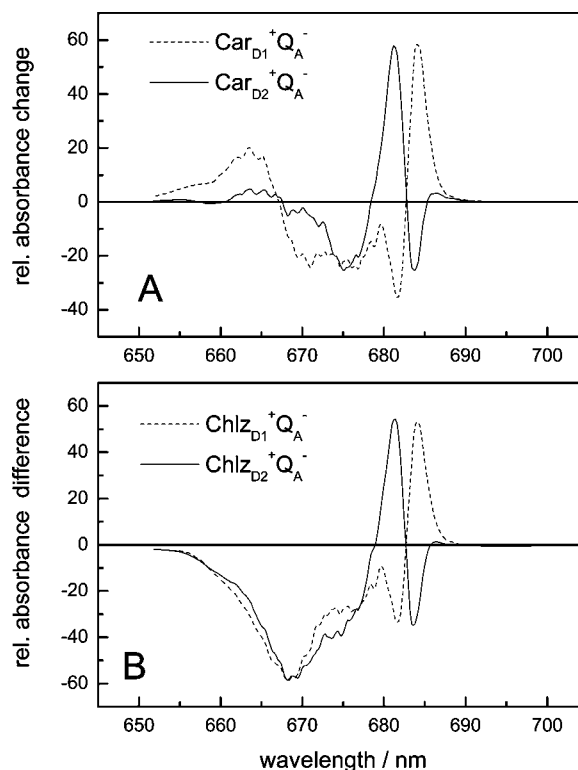 60
40
20
0
-20
-40
rel. absorbance change
Car_D1^+Q_A^-
Car_D2^+Q_A^-
A
650 660 670 680 690 700
60
40
20
0
-20
-40
-60
rel. absorbance difference
Chlz_D1^+Q_A^-
Chlz_D2^+Q_A^-
B
650 660 670 680 690 700
wavelength / nm